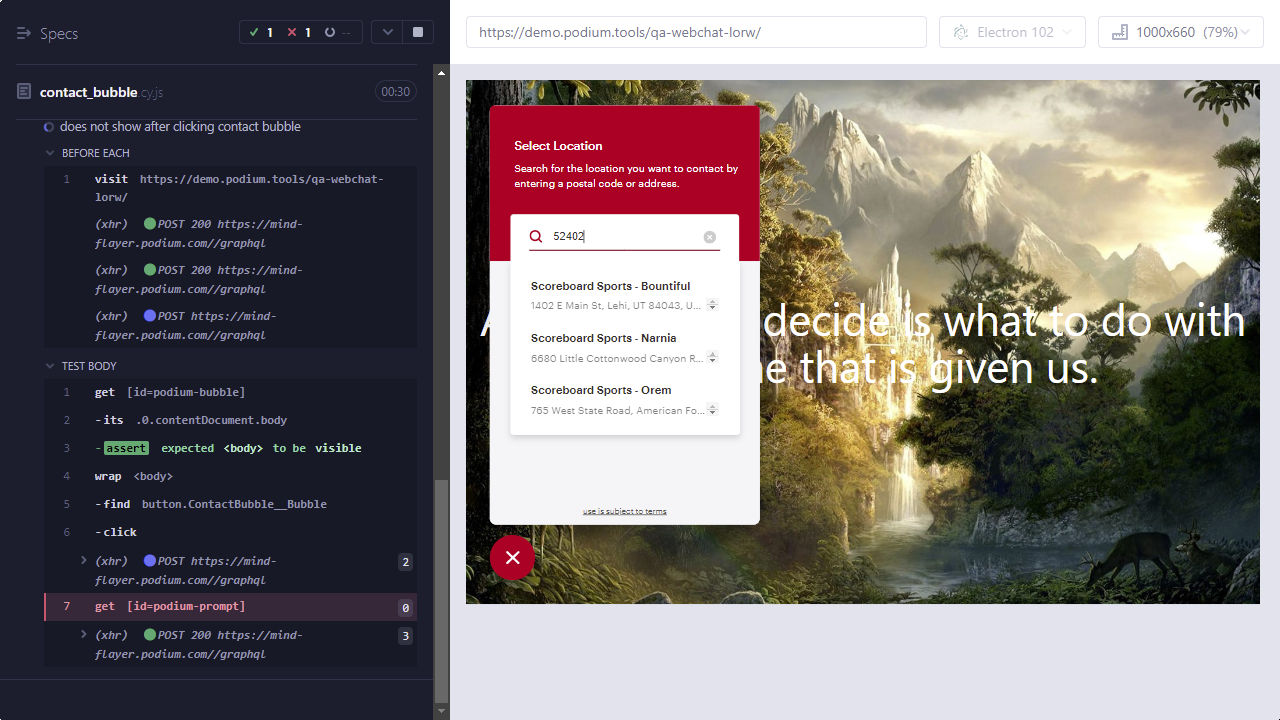 Specs
1
1
--
contact_bubble.cy.js
00:30
does not show after clicking contact bubble
BEFORE EACH
1 visit https://demo.podium.tools/qa-webchat-
lorw/
(xhr) POST 200 https://mind-
flayer.podium.com//graphql
(xhr) POST 200 https://mind-
flayer.podium.com//graphql
(xhr) POST https://mind-
flayer.podium.com//graphql
TEST BODY
1 get [id=podium-bubble]
2 -its .0.contentDocument.body
3 -assert expected <body> to be visible
4 wrap <body>
5 -find button.ContactBubble__Bubble
6 -click
(xhr) POST https://mind- 2
flayer.podium.com//graphql
7 get [id=podium-prompt] 0
(xhr) POST 200 https://mind- 3
flayer.podium.com//graphql
https://demo.podium.tools/qa-webchat-lorw/
Electron 102
1000x660 (79%)
Select Location
Search for the location you want to contact by
entering a postal code or address.
52402
Scoreboard Sports - Bountiful
1402 E Main St, Lehi, UT 84043, U...
Scoreboard Sports - Narnia
6680 Little Cottonwood Canyon R...
Scoreboard Sports - Orem
765 West State Road, American Fo...
use is subject to terms
decide is what to do with
that is given us.